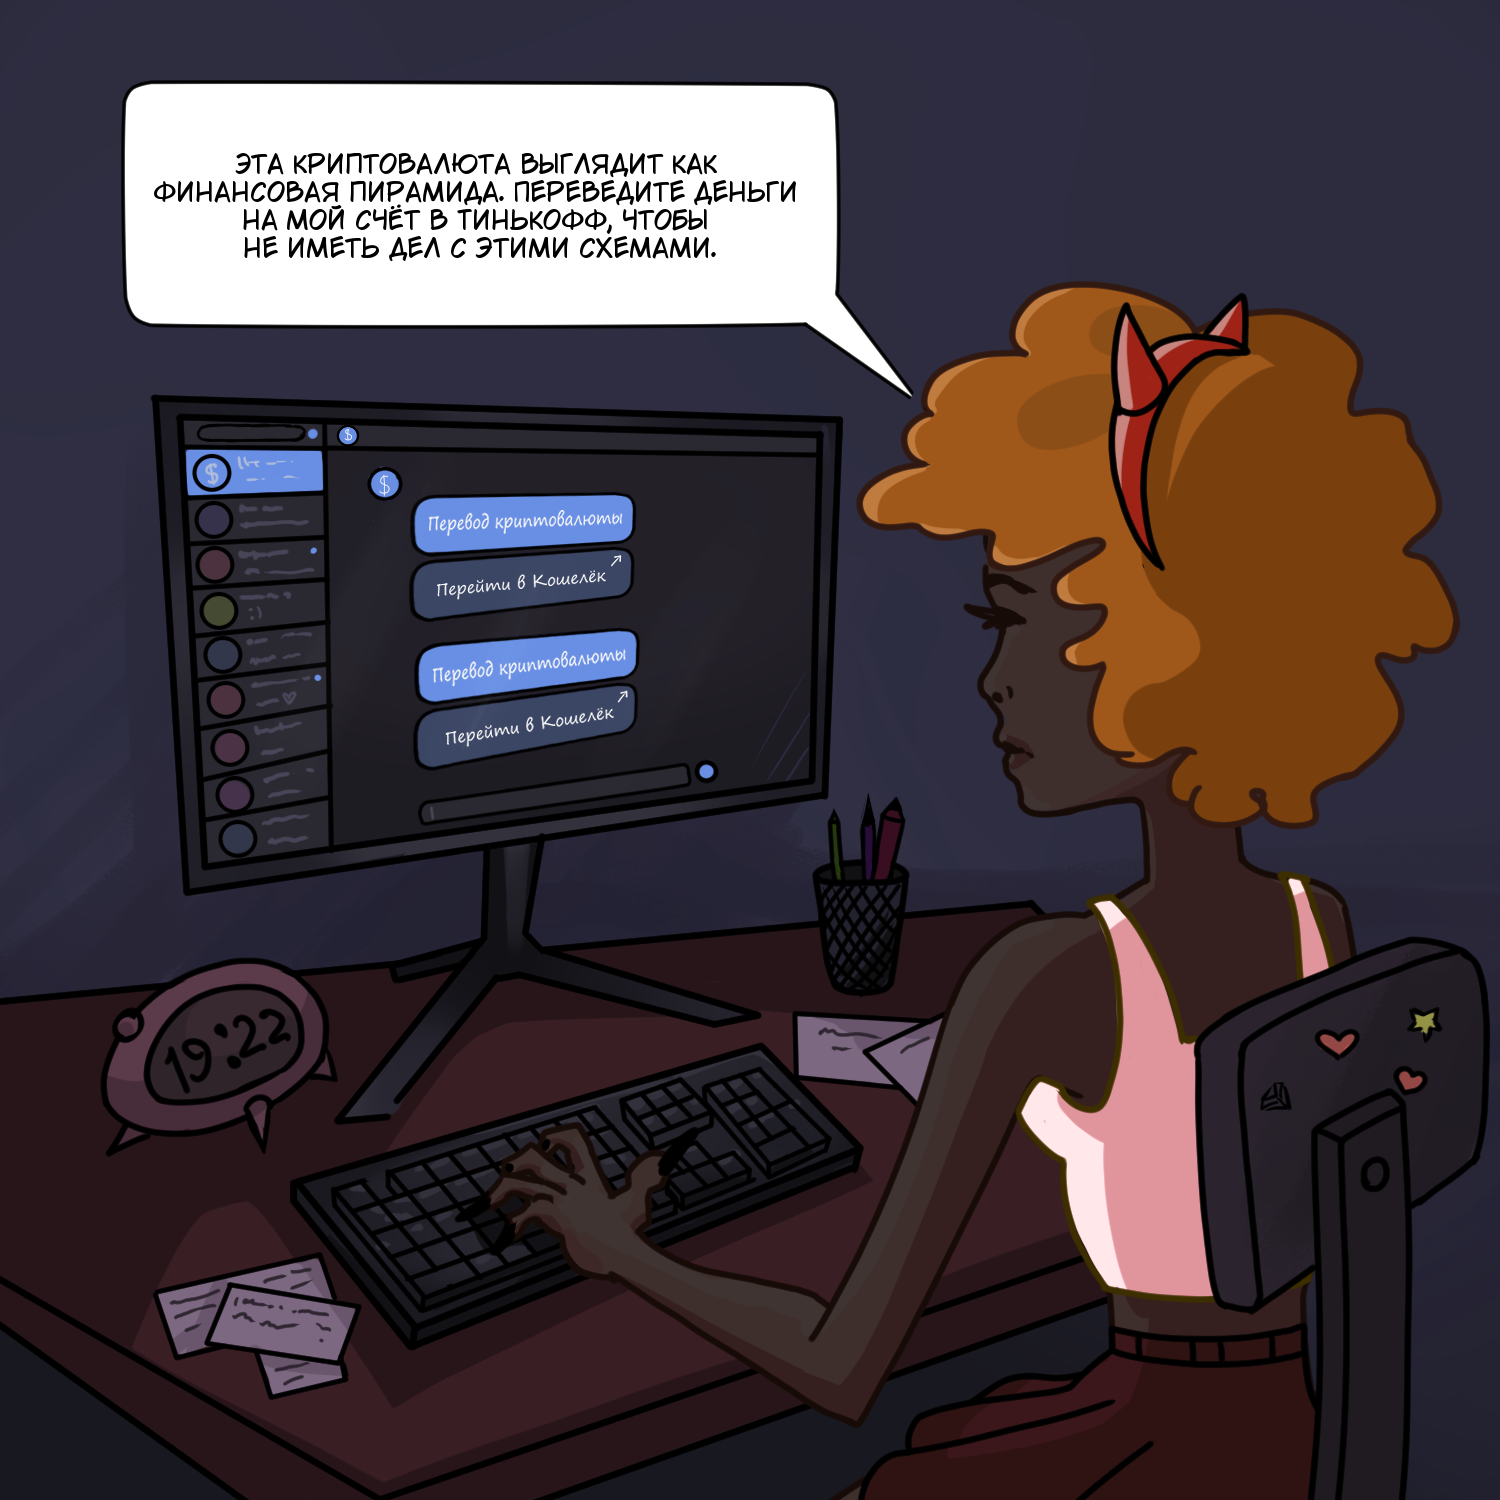 ЭТА КРИПТОВАЛЮТА ВЫГЛЯДИТ КАК
ФИНАНСОВАЯ ПИРАМИДА. ПЕРЕВЕДИТЕ ДЕНЬГИ
НА МОЙ СЧЁТ В ТИНЬКОФФ, ЧТОБЫ
НЕ ИМЕТЬ ДЕЛ С ЭТИМИ СХЕМАМИ.
$
$
$
Перевод криптовалюты
Перейти в Кошелёк
:)
Перевод криптовалюты
Перейти в Кошелёк
19:22